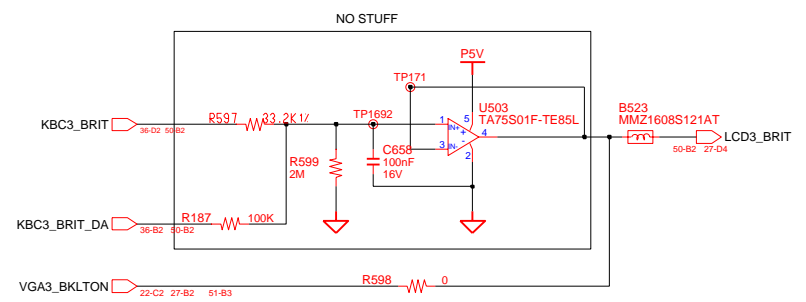 NO STUFF
P5V
TP171
U503
TA75S01F-TE85L
B523
MMZ1608S121AT
KBC3_BRIT
36-D2 50-B2
R597 33.2K1%
TP1692
1 IN+ + 5 4
3 IN- - 2
LCD3_BRIT
50-B2 27-D4
C658
100nF
16V
R599
2M
KBC3_BRIT_DA
36-B2 50-B2
R187 100K
VGA3_BKLTON
22-C2 27-B2 51-B3
R598 0